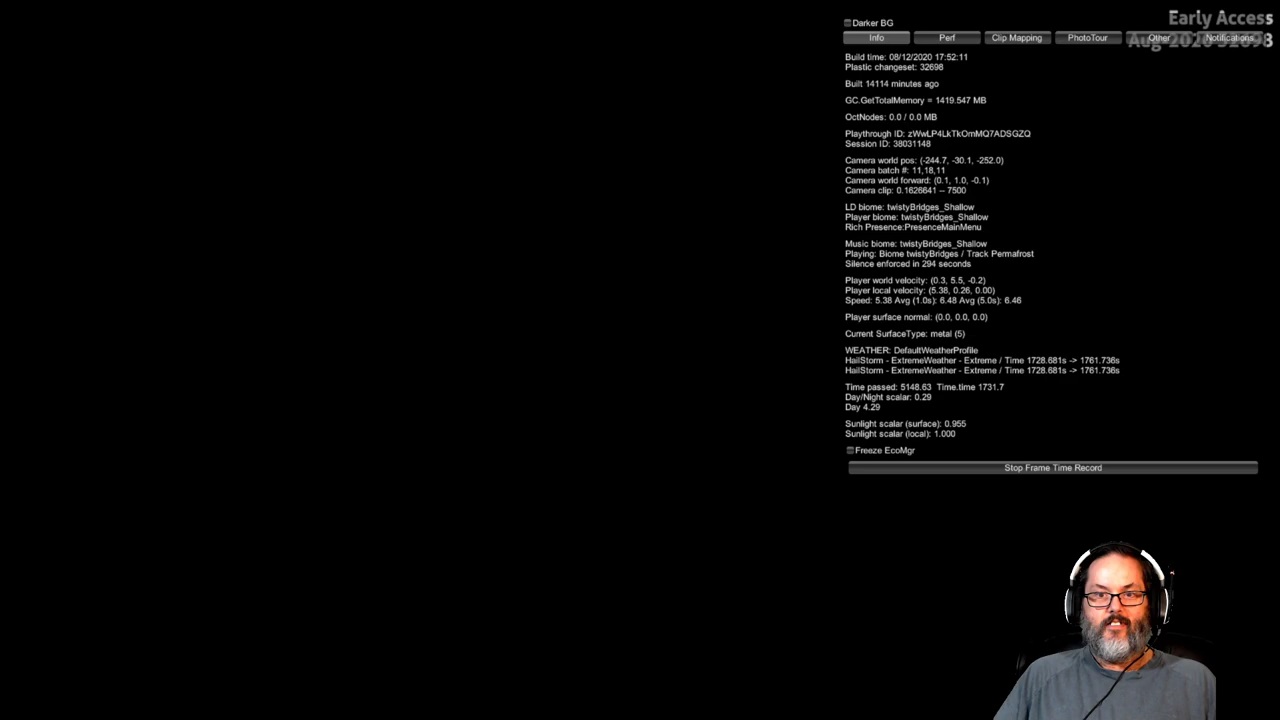 Early Access
Darker BG
Info Perf Clip Mapping PhotoTour Other Notifications
Aug-2020 32698
Build time: 08/12/2020 17:52:11
Plastic changeset: 32698
Built 14114 minutes ago
GC.GetTotalMemory = 1419.547 MB
OctNodes: 0.0 / 0.0 MB
Playthrough ID: zWwLP4LkTkOmMQ7ADSGZQ
Session ID: 38031148
Camera world pos: (-244.7, -30.1, -252.0)
Camera batch #: 11,18,11
Camera world forward: (0.1, 1.0, -0.1)
Camera clip: 0.1626641 -- 7500
LD biome: twistyBridges_Shallow
Player biome: twistyBridges_Shallow
Rich Presence:PresenceMainMenu
Music biome: twistyBridges_Shallow
Playing: Biome twistyBridges / Track Permafrost
Silence enforced in 294 seconds
Player world velocity: (0.3, 5.5, -0.2)
Player local velocity: (5.38, 0.26, 0.00)
Speed: 5.38 Avg (1.0s): 6.48 Avg (5.0s): 6.46
Player surface normal: (0.0, 0.0, 0.0)
Current SurfaceType: metal (5)
WEATHER: DefaultWeatherProfile
HailStorm - ExtremeWeather - Extreme / Time 1728.681s -> 1761.736s
HailStorm - ExtremeWeather - Extreme / Time 1728.681s -> 1761.736s
Time passed: 5148.63 Time.time 1731.7
Day/Night scalar: 0.29
Day 4.29
Sunlight scalar (surface): 0.955
Sunlight scalar (local): 1.000
Freeze EcoMgr
Stop Frame Time Record